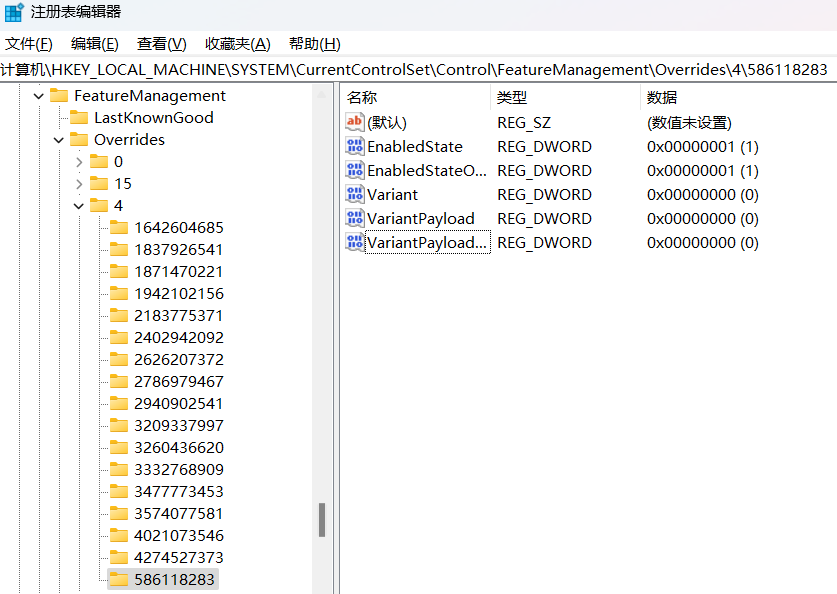 注册表编辑器
文件(F) 编辑(E) 查看(V) 收藏夹(A) 帮助(H)
计算机\HKEY_LOCAL_MACHINE\SYSTEM\CurrentControlSet\Control\FeatureManagement\Overrides\4\586118283
FeatureManagement
LastKnownGood
Overrides
0
15
4
1642604685
1837926541
1871470221
1942102156
2183775371
2402942092
2626207372
2786979467
2940902541
3209337997
3260436620
3332768909
3477773453
3574077581
4021073546
4274527373
586118283
名称 类型 数据
(默认) REG_SZ (数值未设置)
EnabledState REG_DWORD 0x00000001 (1)
EnabledStateO... REG_DWORD 0x00000001 (1)
Variant REG_DWORD 0x00000000 (0)
VariantPayload REG_DWORD 0x00000000 (0)
VariantPayload... REG_DWORD 0x00000000 (0)